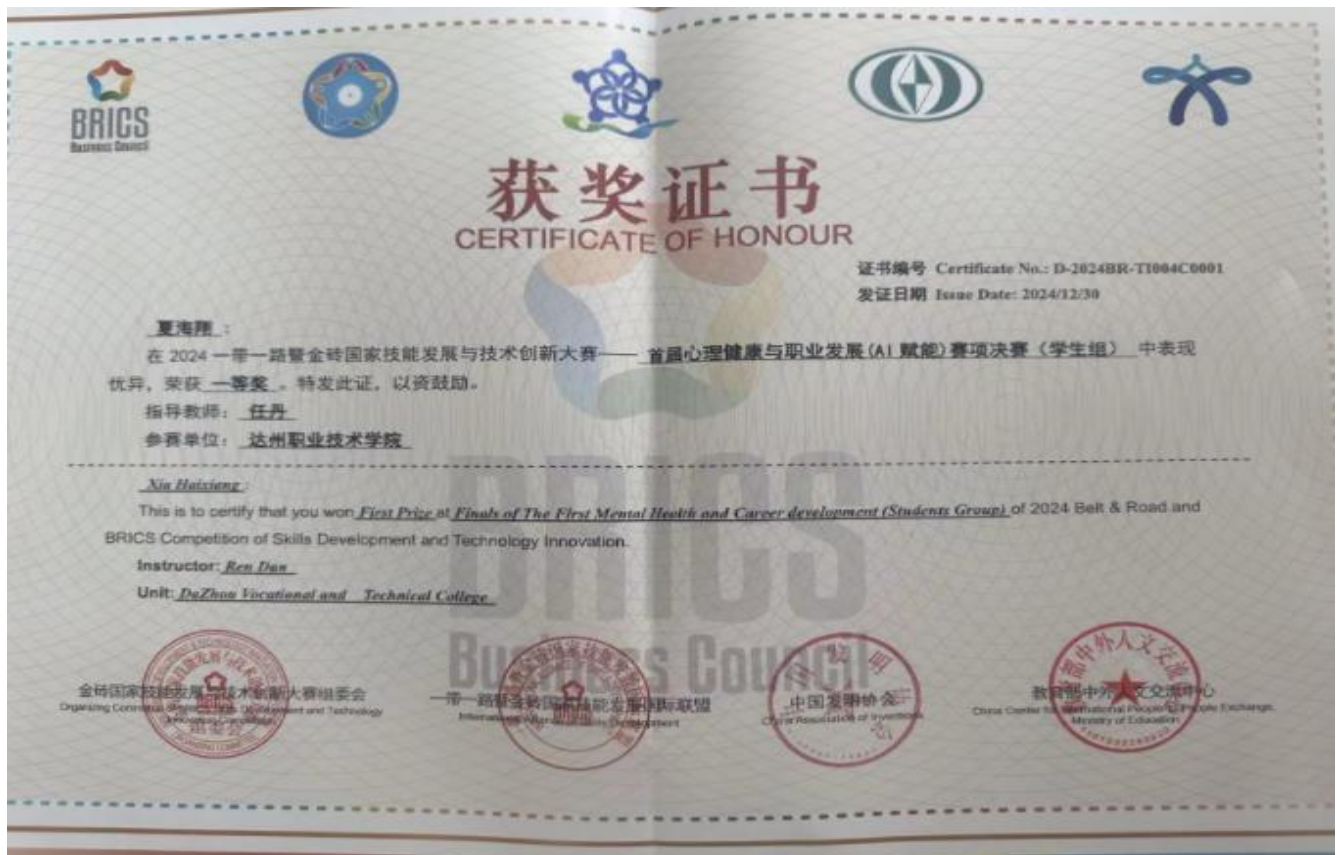 BRICS
Business Council
获奖证书
CERTIFICATE OF HONOUR
证书编号 Certificate No.: D-2024BR-TI004C0001
发证日期 Issue Date: 2024/12/30
夏海翔：
在 2024 一带一路暨金砖国家技能发展与技术创新大赛—— 首届心理健康与职业发展(AI 赋能)赛项决赛（学生组） 中表现
优异，荣获 一等奖 。特发此证，以资鼓励。
指导教师： 任丹
参赛单位： 达州职业技术学院
Xia Haixiang :
This is to certify that you won First Prize at Finals of The First Mental Health and Career development (Students Group) of 2024 Belt & Road and
BRICS Competition of Skills Development and Technology Innovation.
Instructor: Ren Dan
Unit: DaZhou Vocational and Technical College
BRICS
Business Council
金砖国家技能发展与技术创新大赛组委会
一带一路暨金砖国家技能发展国际联盟
中国发明协会
China Association of Inventions
教育部中外人文交流中心
China Center for International People-to-People Exchange,
Ministry of Education